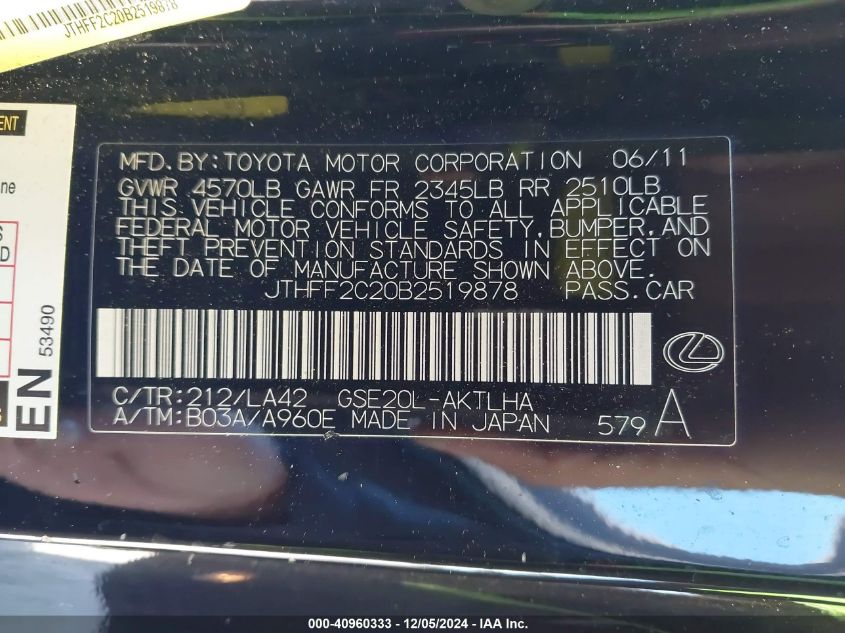 JTHFF2C20B2519878
ENT
ne
S
D
EN 53490
MFD. BY: TOYOTA MOTOR CORPORATION 06/11
GVWR 4570LB GAWR FR 2345LB RR 2510LB
THIS VEHICLE CONFORMS TO ALL APPLICABLE
FEDERAL MOTOR VEHICLE SAFETY, BUMPER, AND
THEFT PREVENTION STANDARDS IN EFFECT ON
THE DATE OF MANUFACTURE SHOWN ABOVE.
JTHFF2C20B2519878 PASS. CAR
C/TR: 212/LA42 GSE20L-AKTLHA
A/TM: B03A/A960E MADE IN JAPAN 579 A
000-40960333 - 12/05/2024 - IAA, Inc.